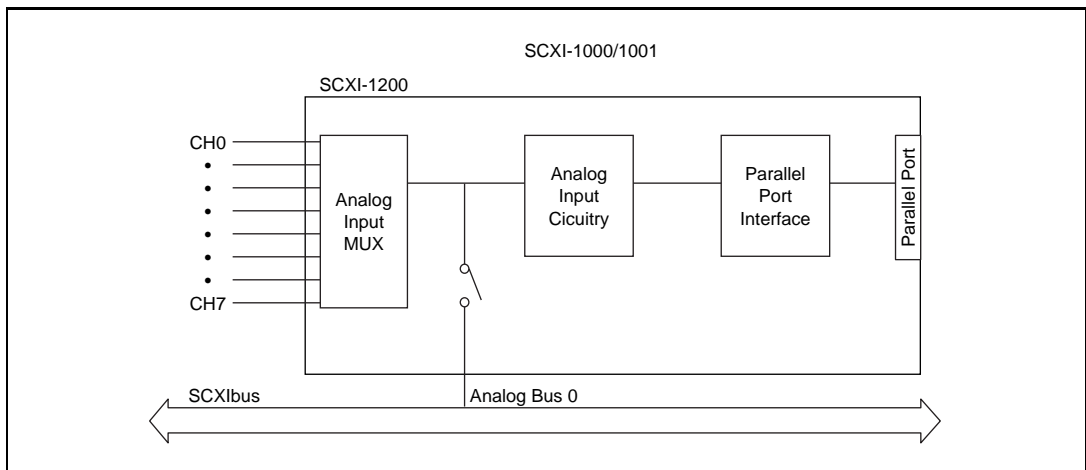 SCXI-1000/1001
SCXI-1200
CH0
CH7
Analog
Input
MUX
Analog
Input
Cicuitry
Parallel
Port
Interface
Parallel Port
SCXIbus
Analog Bus 0